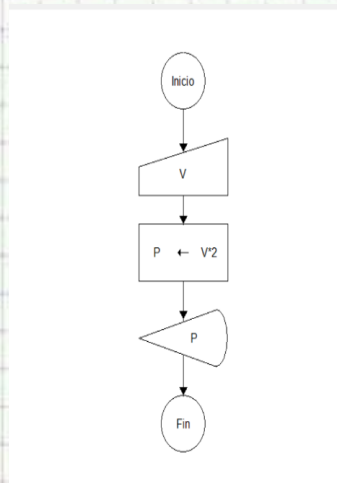 Inicio
V
P ← V*2
P
Fin